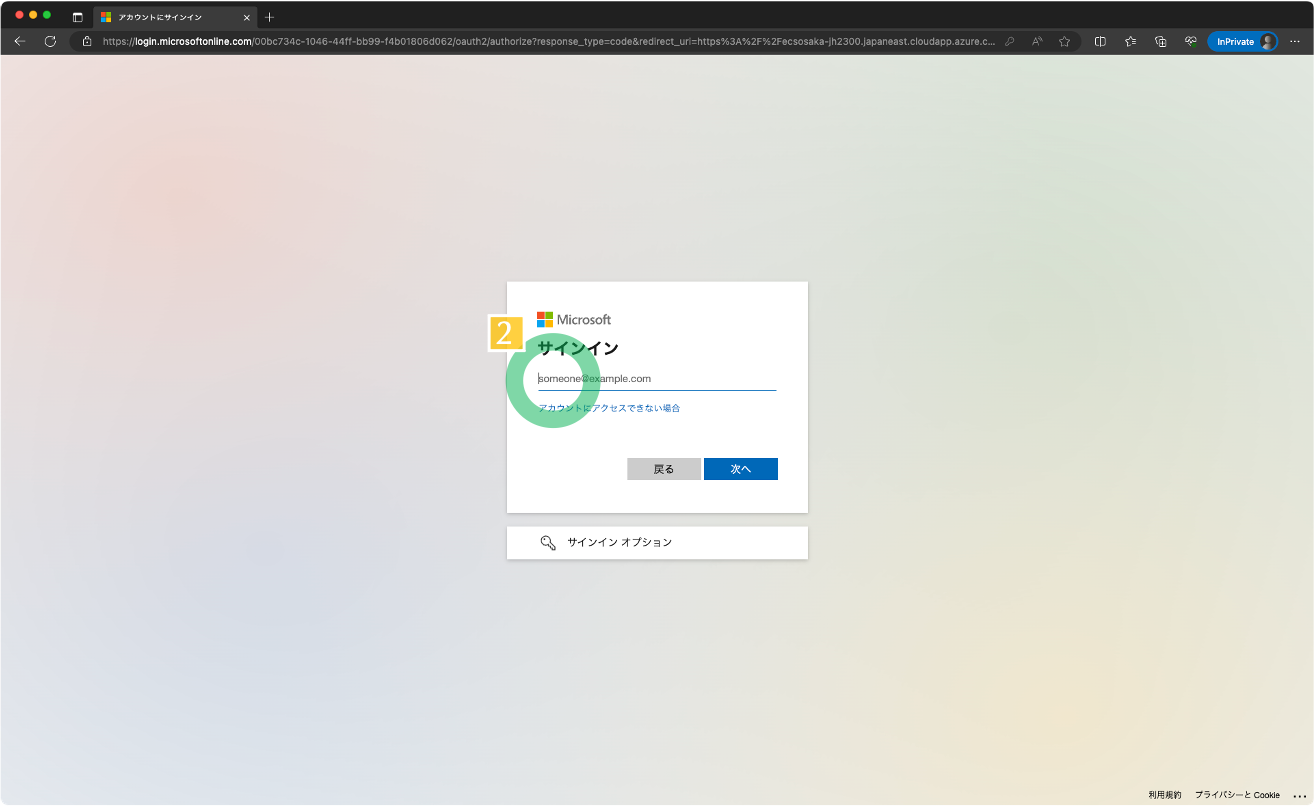 アカウントにサインイン
https://login.microsoftonline.com/00bc734c-1046-44ff-bb99-f4b01806d062/oauth2/authorize?response_type=code&redirect_uri=https%3A%2F%2Fecsosaka-jh2300.japaneast.cloudapp.azure.c...
InPrivate
Microsoft
2
サインイン
someone@example.com
アカウントにアクセスできない場合
戻る
次へ
サインイン オプション
利用規約 プライバシーと Cookie